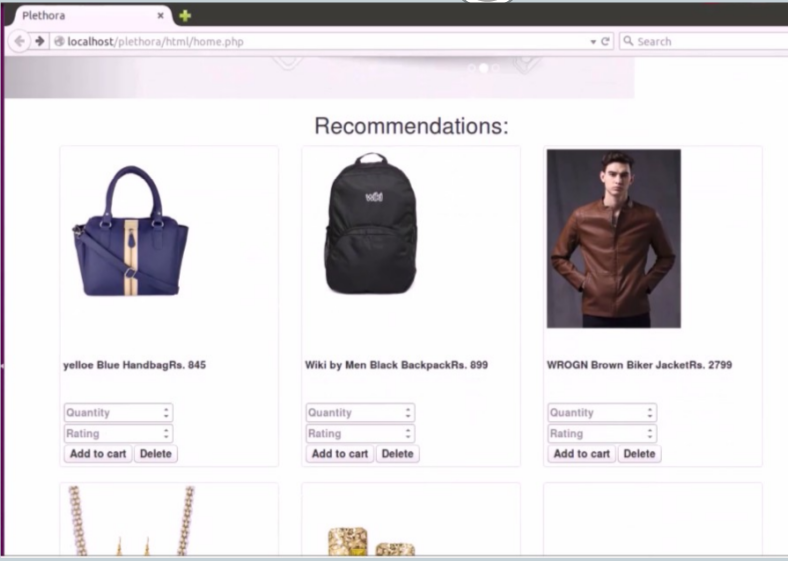 Plethora
localhost/plethora/html/home.php
Search
Recommendations:
yelloe Blue HandbagRs. 845
Wiki by Men Black BackpackRs. 899
WROGN Brown Biker JacketRs. 2799
Quantity
Quantity
Quantity
Rating
Rating
Rating
Add to cart Delete
Add to cart Delete
Add to cart Delete